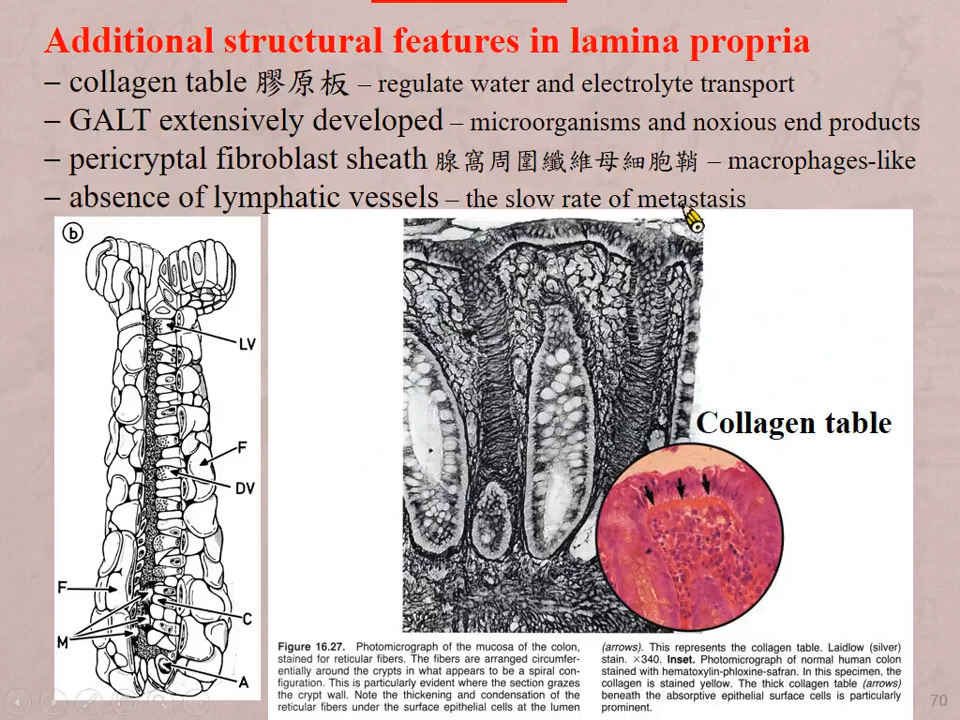 Additional structural features in lamina propria
– collagen table 膠原板 – regulate water and electrolyte transport
– GALT extensively developed – microorganisms and noxious end products
– pericryptal fibroblast sheath 腺窩周圍纖維母細胞鞘 – macrophages-like
– absence of lymphatic vessels – the slow rate of metastasis
b
LV
F
DV
F
C
M
A
Collagen table
Figure 16.27. Photomicrograph of the mucosa of the colon,
stained for reticular fibers. The fibers are arranged circumfer-
entially around the crypts in what appears to be a spiral con-
figuration. This is particularly evident where the section grazes
the crypt wall. Note the thickening and condensation of the
reticular fibers under the surface epithelial cells at the lumen
(arrows). This represents the collagen table. Laidlow (silver)
stain. ×340. Inset. Photomicrograph of normal human colon
stained with hematoxylin-phloxine-safran. In this specimen, the
collagen is stained yellow. The thick collagen table (arrows)
beneath the absorptive epithelial surface cells is particularly
prominent.
70